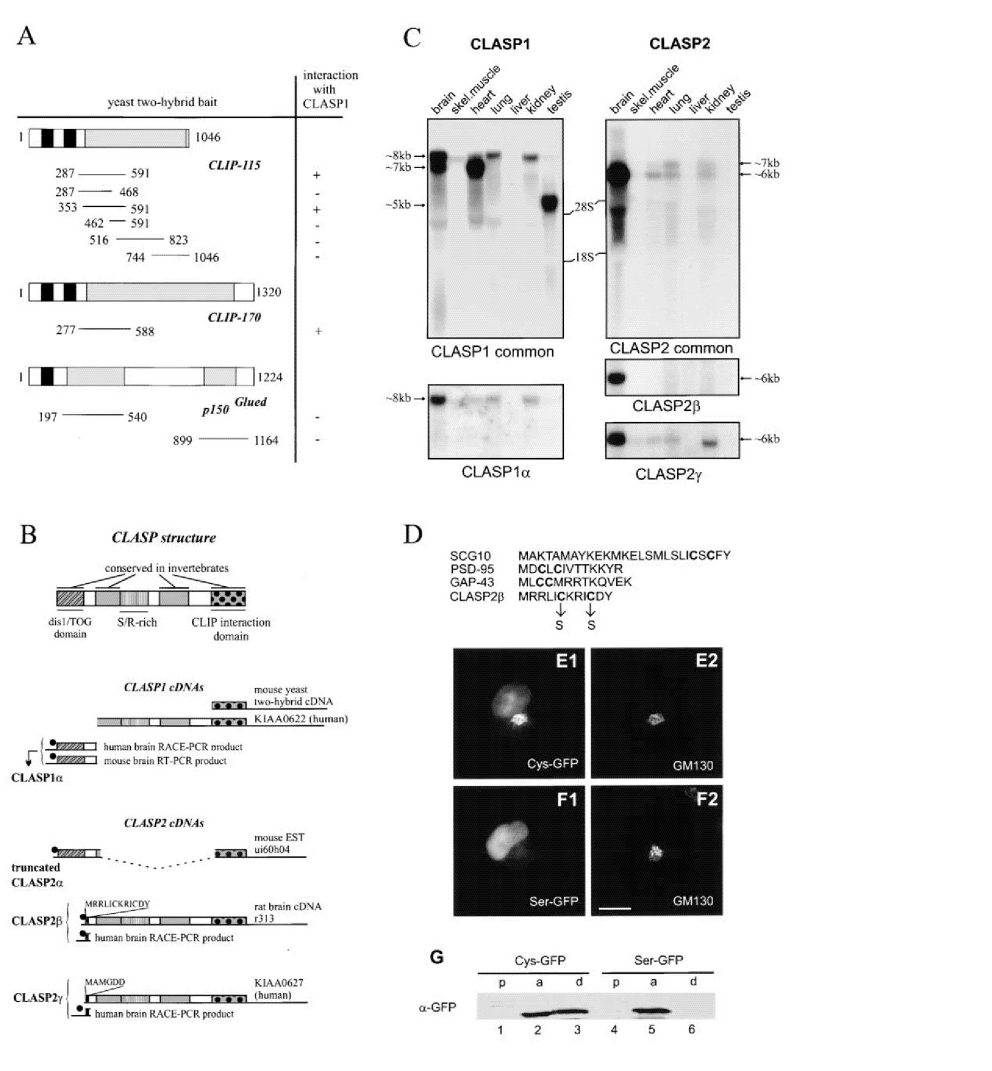 A
yeast two-hybrid bait
interaction
with
CLASP1
1 1046
CLIP-115
287 591 +
287 468 -
353 591 +
462 591 -
516 823 -
744 1046 -
1 1320
CLIP-170
277 588 +
1 1224
p150 Glued
197 540 -
899 1164 -
B
CLASP structure
conserved in invertebrates
dis1/TOG
domain
S/R-rich
CLIP interaction
domain
CLASP1 cDNAs
mouse yeast
two-hybrid cDNA
KIAA0622 (human)
human brain RACE-PCR product
mouse brain RT-PCR product
CLASP1α
CLASP2 cDNAs
mouse EST
ui60h04
truncated
CLASP2α
MRRLICKRICDY
CLASP2β
rat brain cDNA
r313
human brain RACE-PCR product
MAMGDD
CLASP2γ
KIAA0627
(human)
human brain RACE-PCR product
C
CLASP1
brain
skel.muscle
heart
lung
liver
kidney
testis
~8kb
~7kb
~5kb
28S
18S
CLASP1 common
~8kb
CLASP1α
CLASP2
brain
skel.muscle
heart
lung
liver
kidney
testis
~7kb
~6kb
CLASP2 common
~6kb
CLASP2β
~6kb
CLASP2γ
D
SCG10 MAKTAMAYKEKMKELSMLSLICSCFY
PSD-95 MDCLCIVTTKKYR
GAP-43 MLCCMRRTKQVEK
CLASP2β MRRLICKRICDY
S S
E1
Cys-GFP
E2
GM130
F1
Ser-GFP
F2
GM130
G
Cys-GFP Ser-GFP
p a d p a d
α-GFP
1 2 3 4 5 6